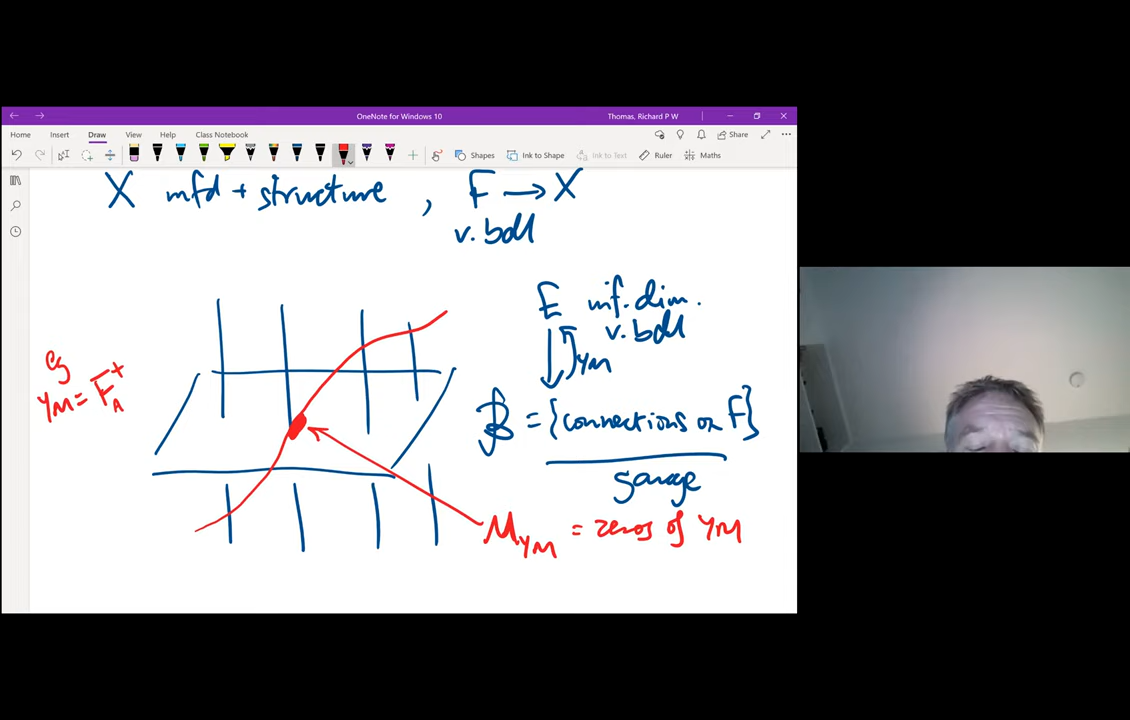 OneNote for Windows 10
Thomas, Richard P W
Home Insert Draw View Help Class Notebook
Share
Shapes Ink to Shape Ink to Text Ruler Maths
X mfd + structure , F → X
v. bdl
E inf. dim.
v. bdl
YM
eg
YM = F_A^+
B = {connections on F}
gauge
M_YM = zeros of YM